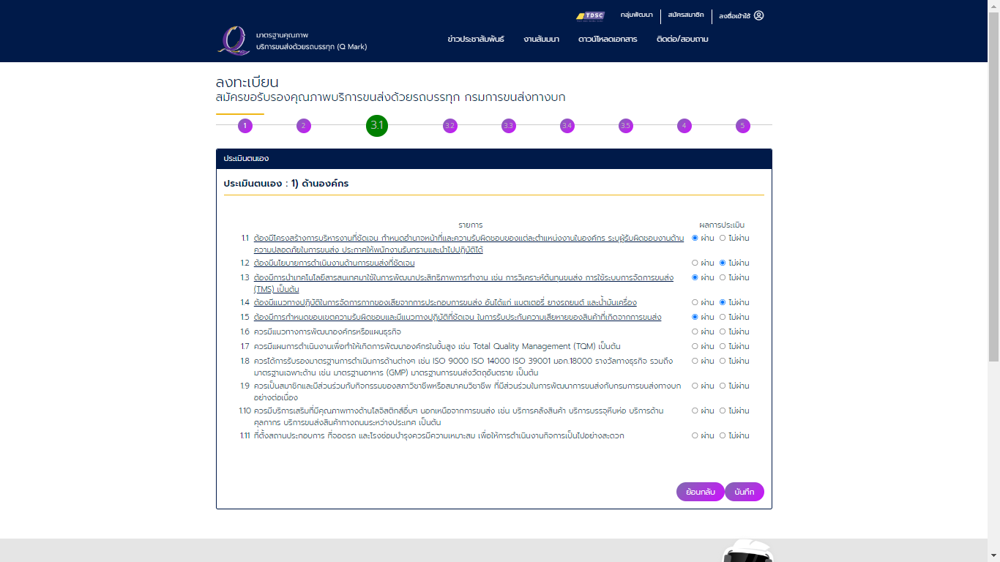 TDSC
กลุ่มพัฒนา
สมัครสมาชิก
ลงชื่อเข้าใช้
มาตรฐานคุณภาพ
บริการขนส่งด้วยรถบรรทุก (Q Mark)
ข่าวประชาสัมพันธ์
งานสัมมนา
ดาวน์โหลดเอกสาร
ติดต่อ/สอบถาม
ลงทะเบียน
สมัครขอรับรองคุณภาพบริการขนส่งด้วยรถบรรทุก กรมการขนส่งทางบก
1 2 3.1 3.2 3.3 3.4 3.5 4 5
ประเมินตนเอง
ประเมินตนเอง : 1) ด้านองค์กร
รายการ ผลการประเมิน
1.1 ต้องมีโครงสร้างการบริหารงานที่ชัดเจน กำหนดอำนาจหน้าที่และความรับผิดชอบของแต่ละตำแหน่งงานในองค์กร ระบุผู้รับผิดชอบงานด้าน ผ่าน ไม่ผ่าน
ความปลอดภัยในการขนส่ง ประกาศให้พนักงานรับทราบและนำไปปฏิบัติได้
1.2 ต้องมีนโยบายการดำเนินงานด้านการขนส่งที่ชัดเจน ผ่าน ไม่ผ่าน
1.3 ต้องมีการนำเทคโนโลยีสารสนเทศมาใช้ในการพัฒนาประสิทธิภาพการทำงาน เช่น การวิเคราะห์ต้นทุนขนส่ง การใช้ระบบการจัดการขนส่ง ผ่าน ไม่ผ่าน
(TMS) เป็นต้น
1.4 ต้องมีแนวทางปฏิบัติในการจัดการกากของเสียจากการประกอบการขนส่ง อันได้แก่ แบตเตอรี่ ยางรถยนต์ และน้ำมันเครื่อง ผ่าน ไม่ผ่าน
1.5 ต้องมีการกำหนดขอบเขตความรับผิดชอบและมีแนวทางปฏิบัติที่ชัดเจน ในการรับประกันความเสียหายของสินค้าที่เกิดจากการขนส่ง ผ่าน ไม่ผ่าน
1.6 ควรมีแนวทางการพัฒนาองค์กรหรือแผนธุรกิจ ผ่าน ไม่ผ่าน
1.7 ควรมีแผนการดำเนินงานเพื่อทำให้เกิดการพัฒนาองค์กรในขั้นสูง เช่น Total Quality Management (TQM) เป็นต้น ผ่าน ไม่ผ่าน
1.8 ควรได้การรับรองมาตรฐานการดำเนินการด้านต่างๆ เช่น ISO 9000 ISO 14000 ISO 39001 มอก.18000 รางวัลทางธุรกิจ รวมถึง ผ่าน ไม่ผ่าน
มาตรฐานเฉพาะด้าน เช่น มาตรฐานอาหาร (GMP) มาตรฐานการขนส่งวัตถุอันตราย เป็นต้น
1.9 ควรเป็นสมาชิกและมีส่วนร่วมกับกิจกรรมของสภาวิชาชีพหรือสมาคมวิชาชีพ ที่มีส่วนร่วมในการพัฒนาการขนส่งกับกรมการขนส่งทางบก ผ่าน ไม่ผ่าน
อย่างต่อเนื่อง
1.10 ควรมีบริการเสริมที่มีคุณภาพทางด้านโลจิสติกส์อื่นๆ นอกเหนือจากการขนส่ง เช่น บริการคลังสินค้า บริการบรรจุหีบห่อ บริการด้าน ผ่าน ไม่ผ่าน
ศุลกากร บริการขนส่งสินค้าทางถนนระหว่างประเทศ เป็นต้น
1.11 ที่ตั้งสถานประกอบการ ที่จอดรถ และโรงซ่อมบำรุงควรมีความเหมาะสม เพื่อให้การดำเนินงานกิจการเป็นไปอย่างสะดวก ผ่าน ไม่ผ่าน
ย้อนกลับ บันทึก